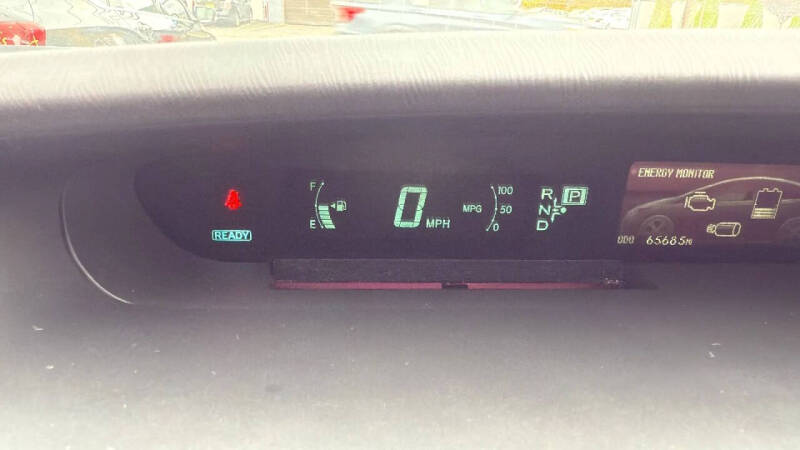 READY
F
E
0 MPH
MPG
100
50
0
R
N
D
P
ENERGY MONITOR
ODO 65685MI